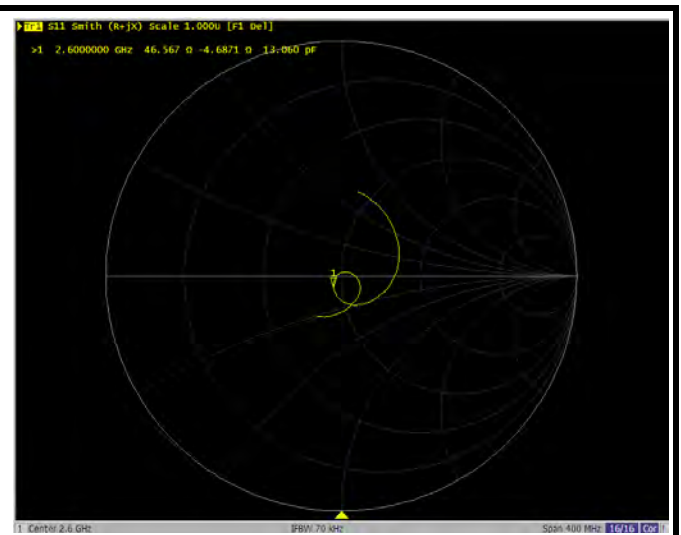 Tr1 S11 Smith (R+jX) Scale 1.000U [F1 Del]
>1 2.6000000 GHz 46.567 Ω -4.6871 Ω 13.060 pF
1
1 Center 2.6 GHz IFBW 70 kHz Span 400 MHz 16/16 Cor !